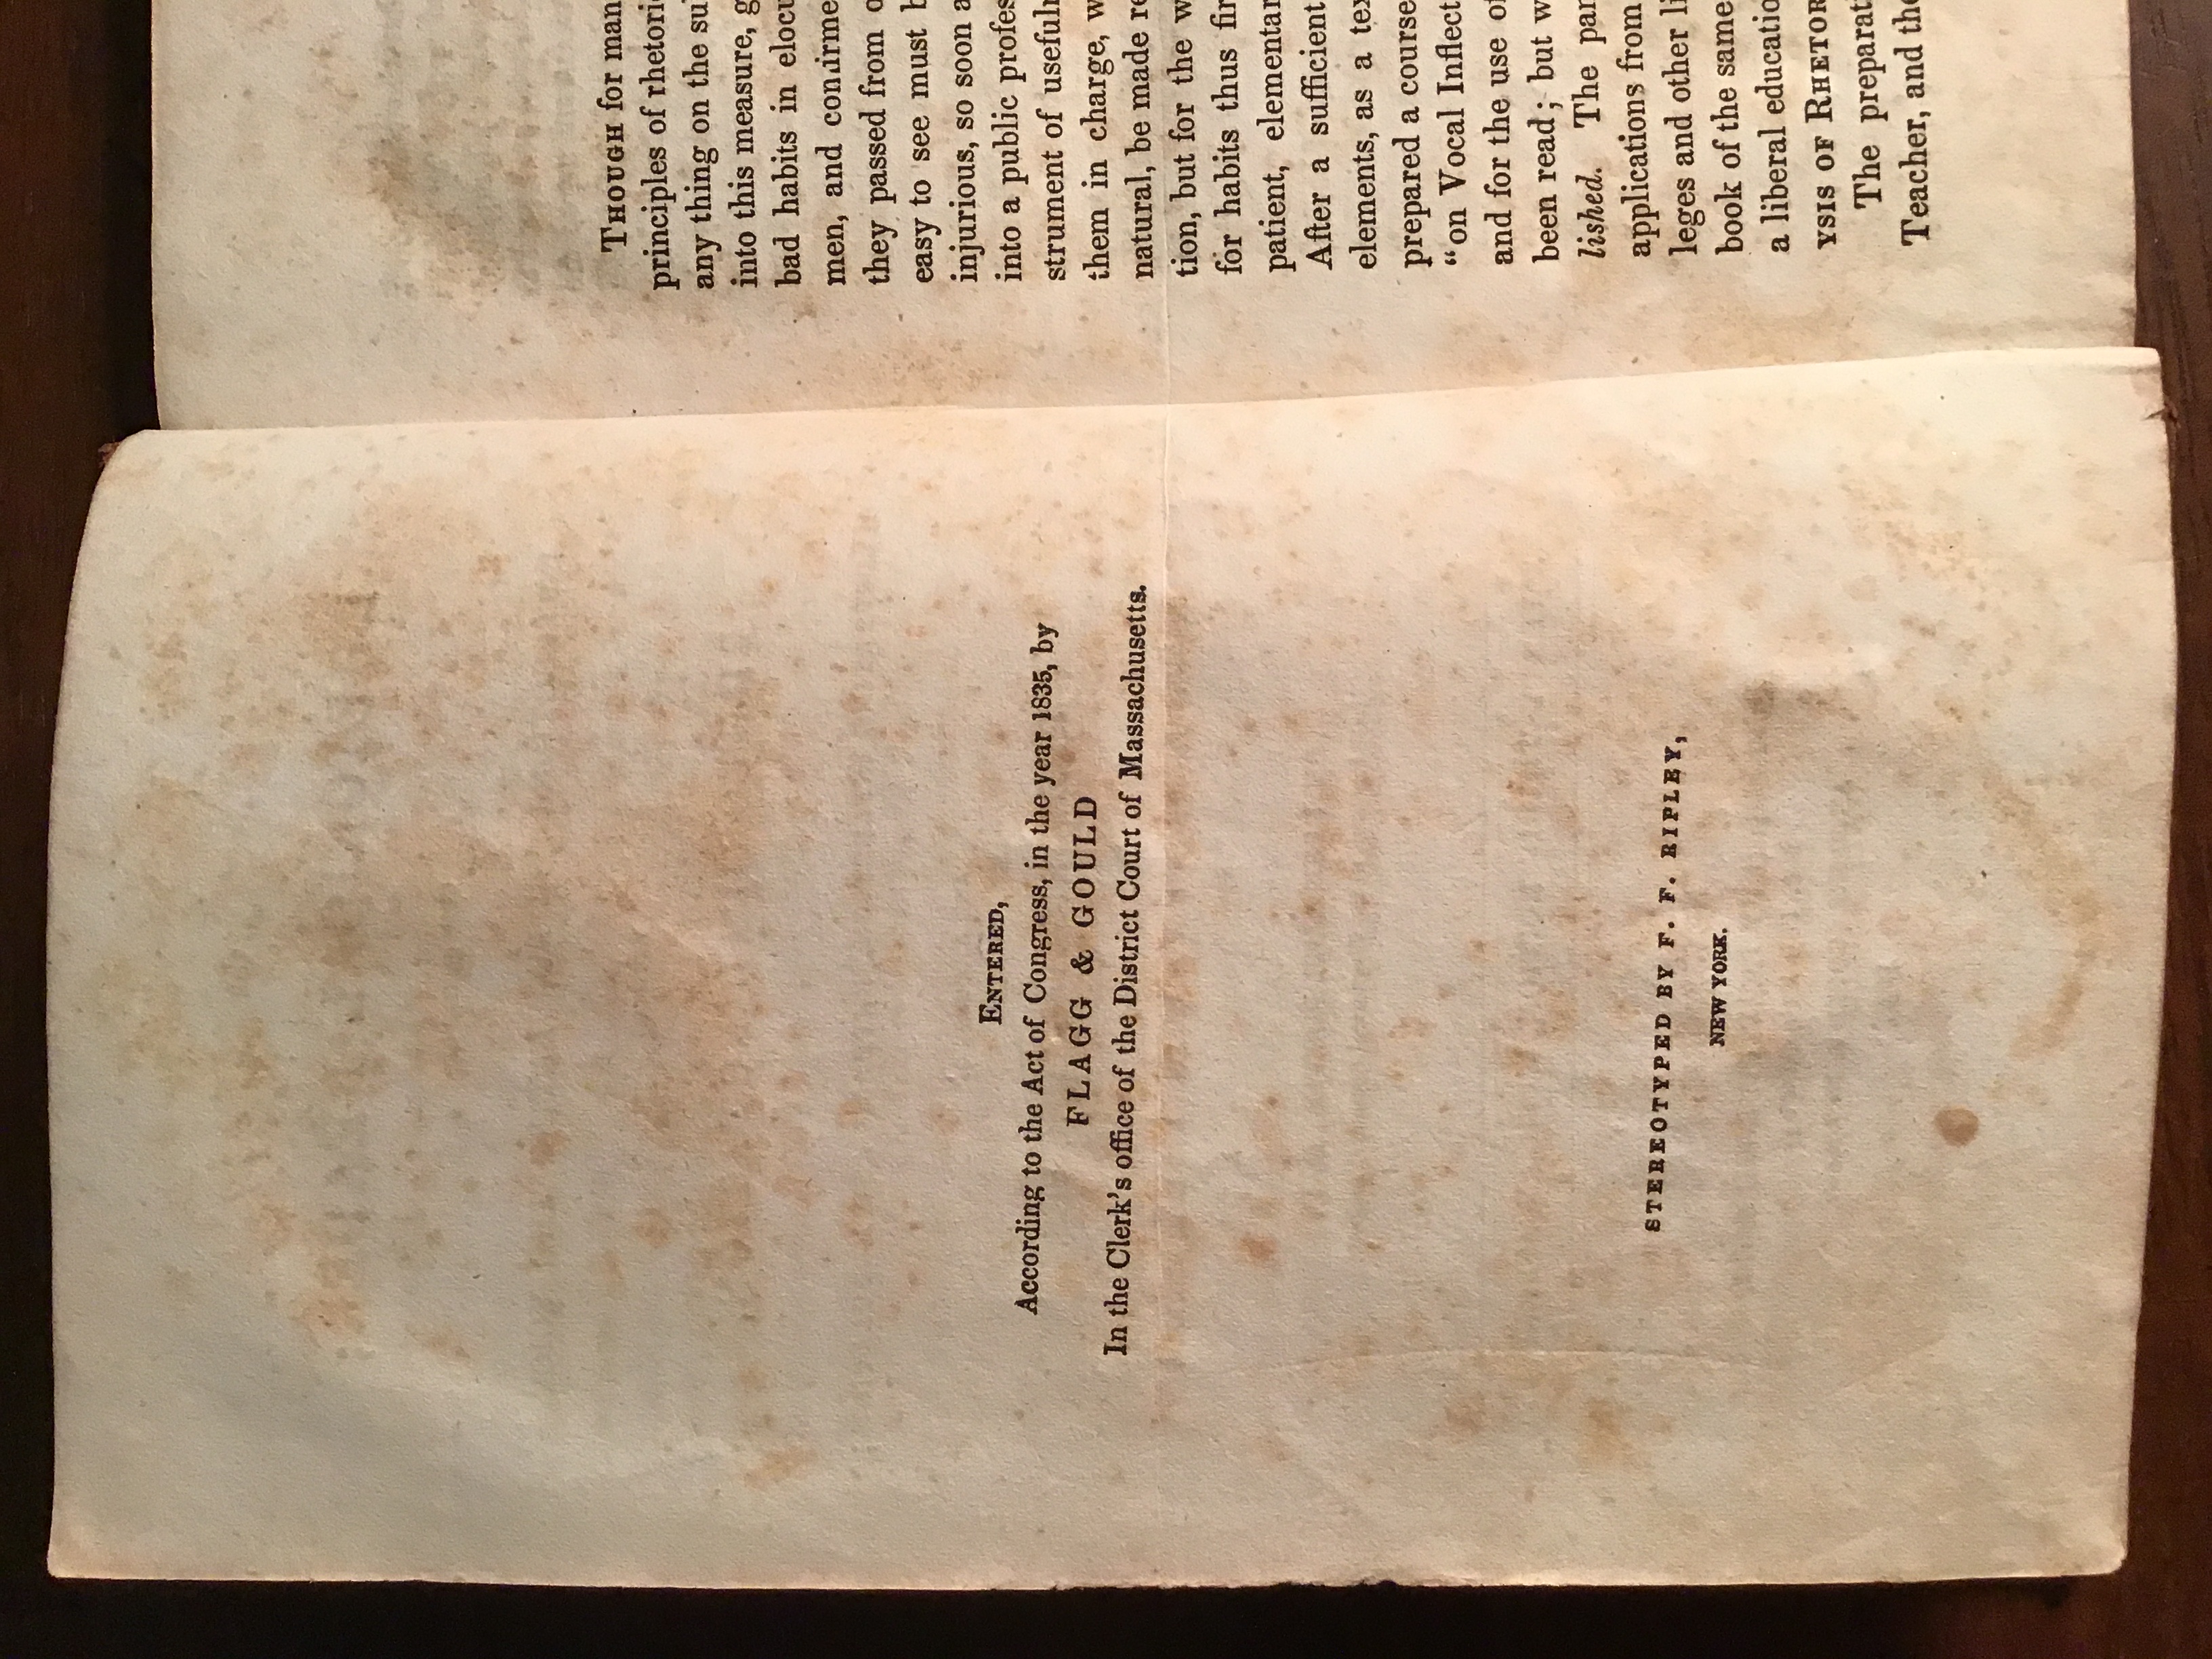 ENTERED,
According to the Act of Congress, in the year 1835, by
FLAGG & GOULD
In the Clerk's office of the District Court of Massachusetts.
STEREOTYPED BY F. F. RIPLEY,
NEW YORK.
THOUGH for man
principles of rhetori
any thing on the su
into this measure, g
bad habits in elocu
men, and conirme
they passed from o
easy to see must b
injurious, so soon a
into a public profes
strument of usefuln
them in charge, w
natural, be made re
tion, but for the w
for habits thus fir
patient, elementar
After a sufficient
elements, as a tex
prepared a course
"on Vocal Inflect
and for the use of
been read; but w
lished. The par
applications from
leges and other li
book of the same
a liberal educatio
YSIS OF RHETOR
The preparat
Teacher, and the